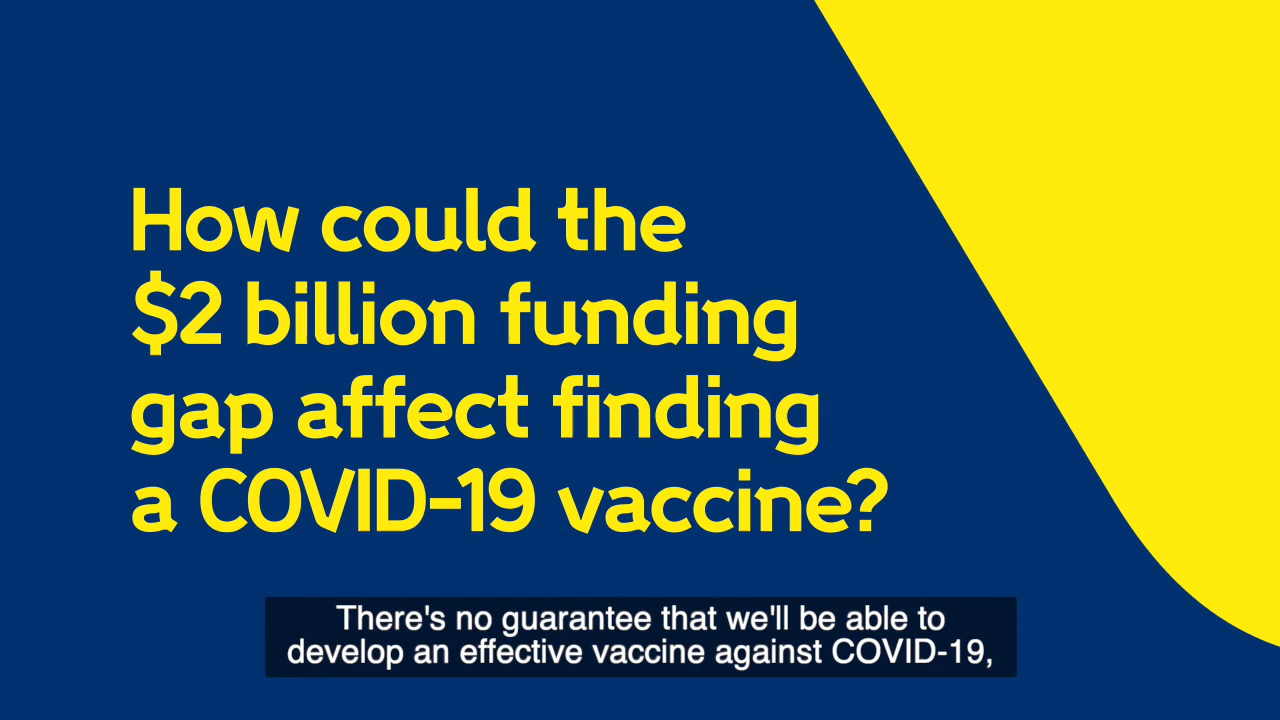 How could the
$2 billion funding
gap affect finding
a COVID-19 vaccine?
There's no guarantee that we'll be able to
develop an effective vaccine against COVID-19,